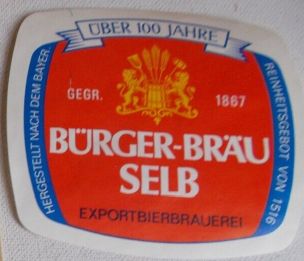 ÜBER 100 JAHRE
HERGESTELLT NACH DEM BAYER.
REINHEITSGEBOT VON 1516
GEGR. 1867
BÜRGER-BRÄU
SELB
EXPORTBIERBRAUEREI